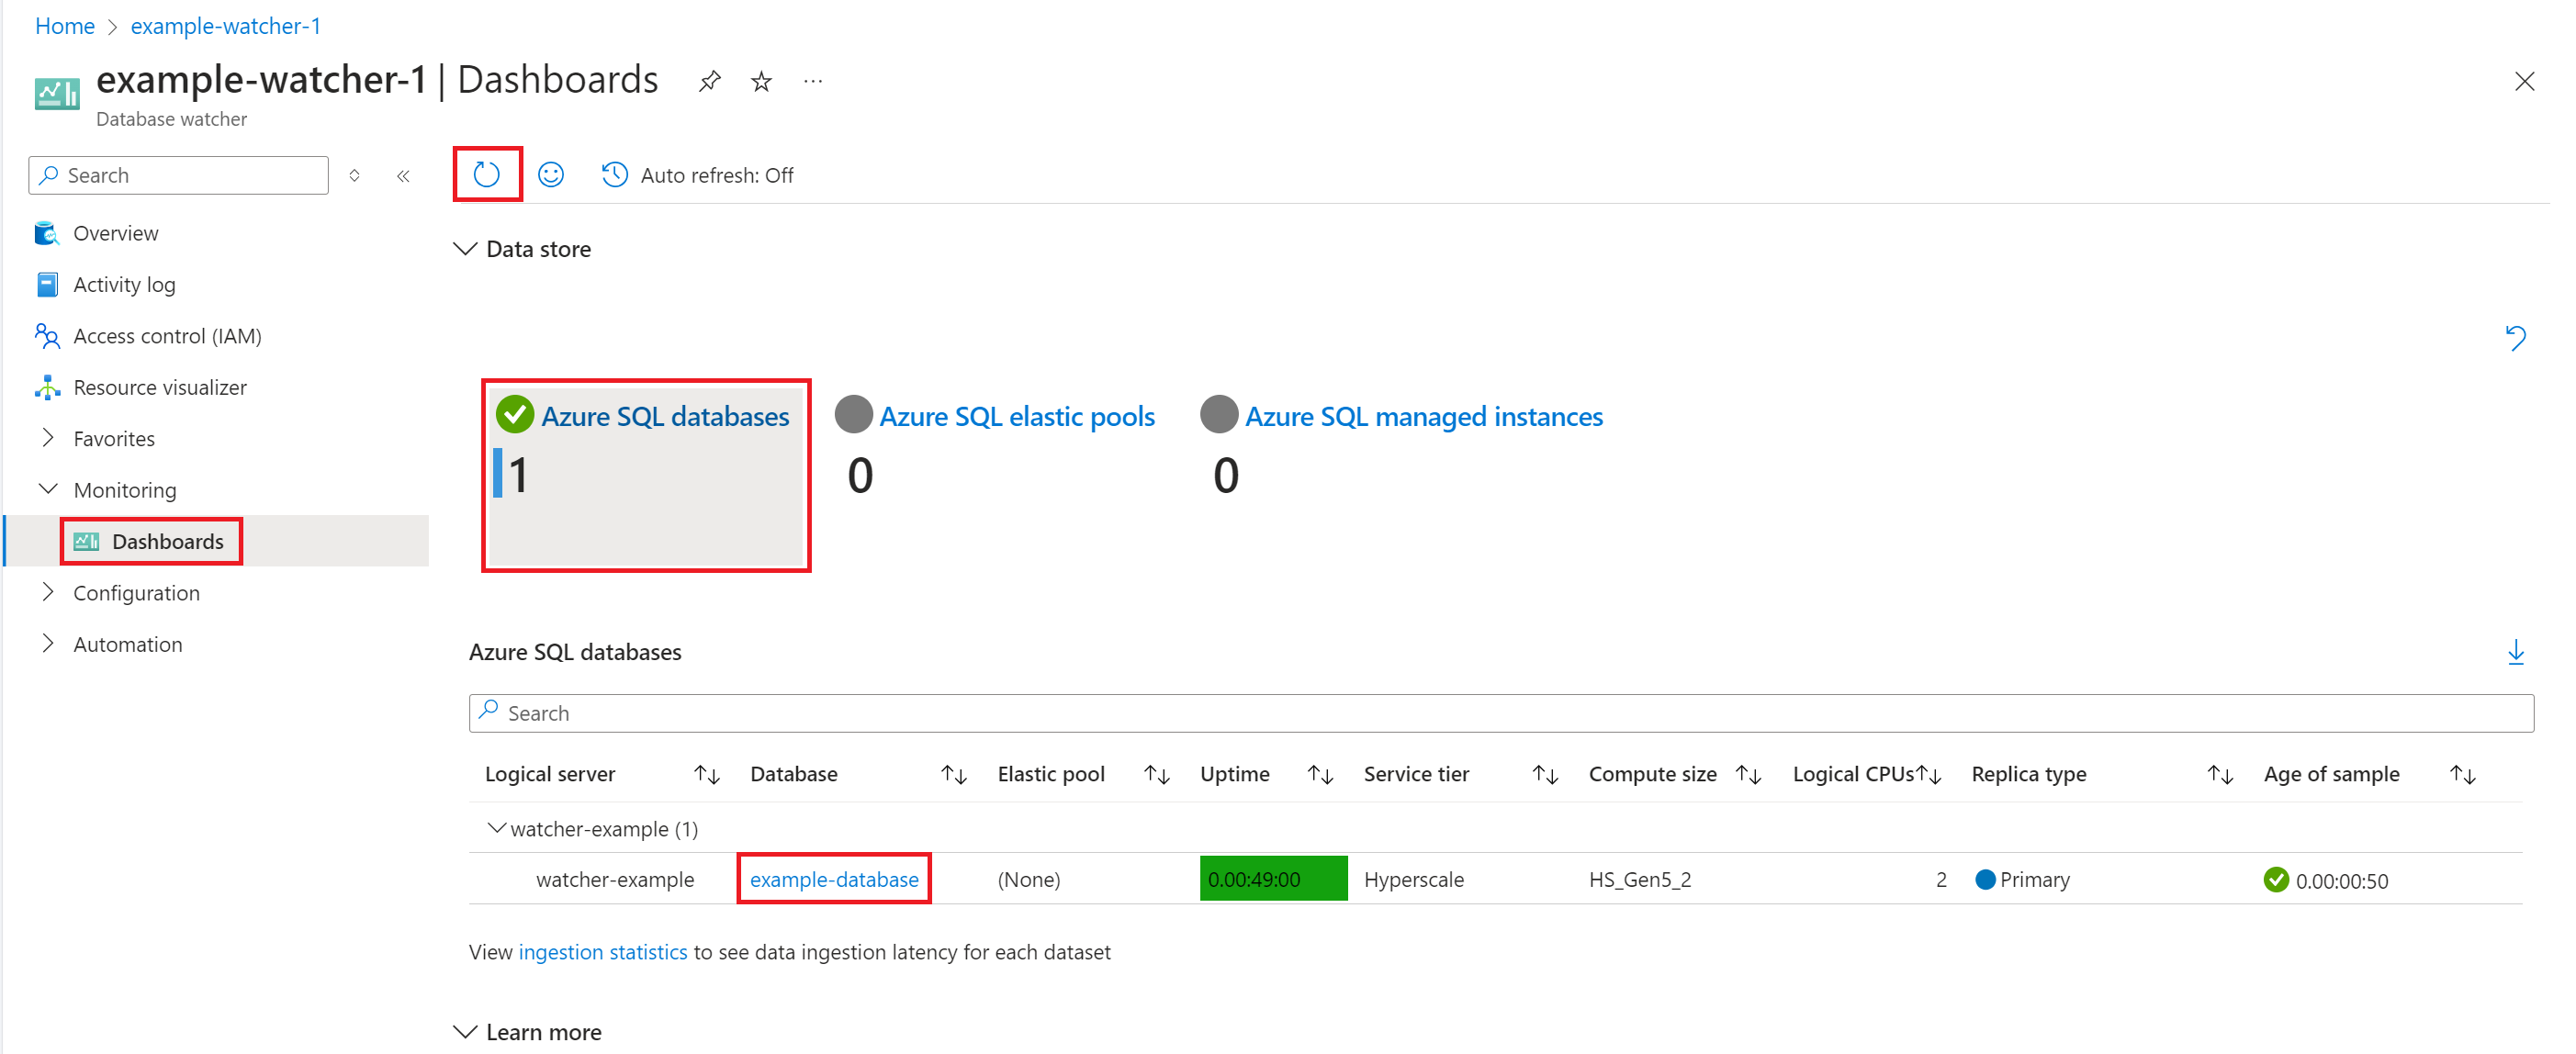 Home > example-watcher-1
example-watcher-1 | Dashboards ...
Database watcher
Search
Auto refresh: Off
Overview
Activity log
Access control (IAM)
Resource visualizer
Favorites
Monitoring
Dashboards
Configuration
Automation
Data store
Azure SQL databases Azure SQL elastic pools Azure SQL managed instances
1 0 0
Azure SQL databases
Search
Logical server Database Elastic pool Uptime Service tier Compute size Logical CPUs Replica type Age of sample
watcher-example (1)
watcher-example example-database (None) 0.00:49:00 Hyperscale HS_Gen5_2 2 Primary 0.00:00:50
View ingestion statistics to see data ingestion latency for each dataset
Learn more